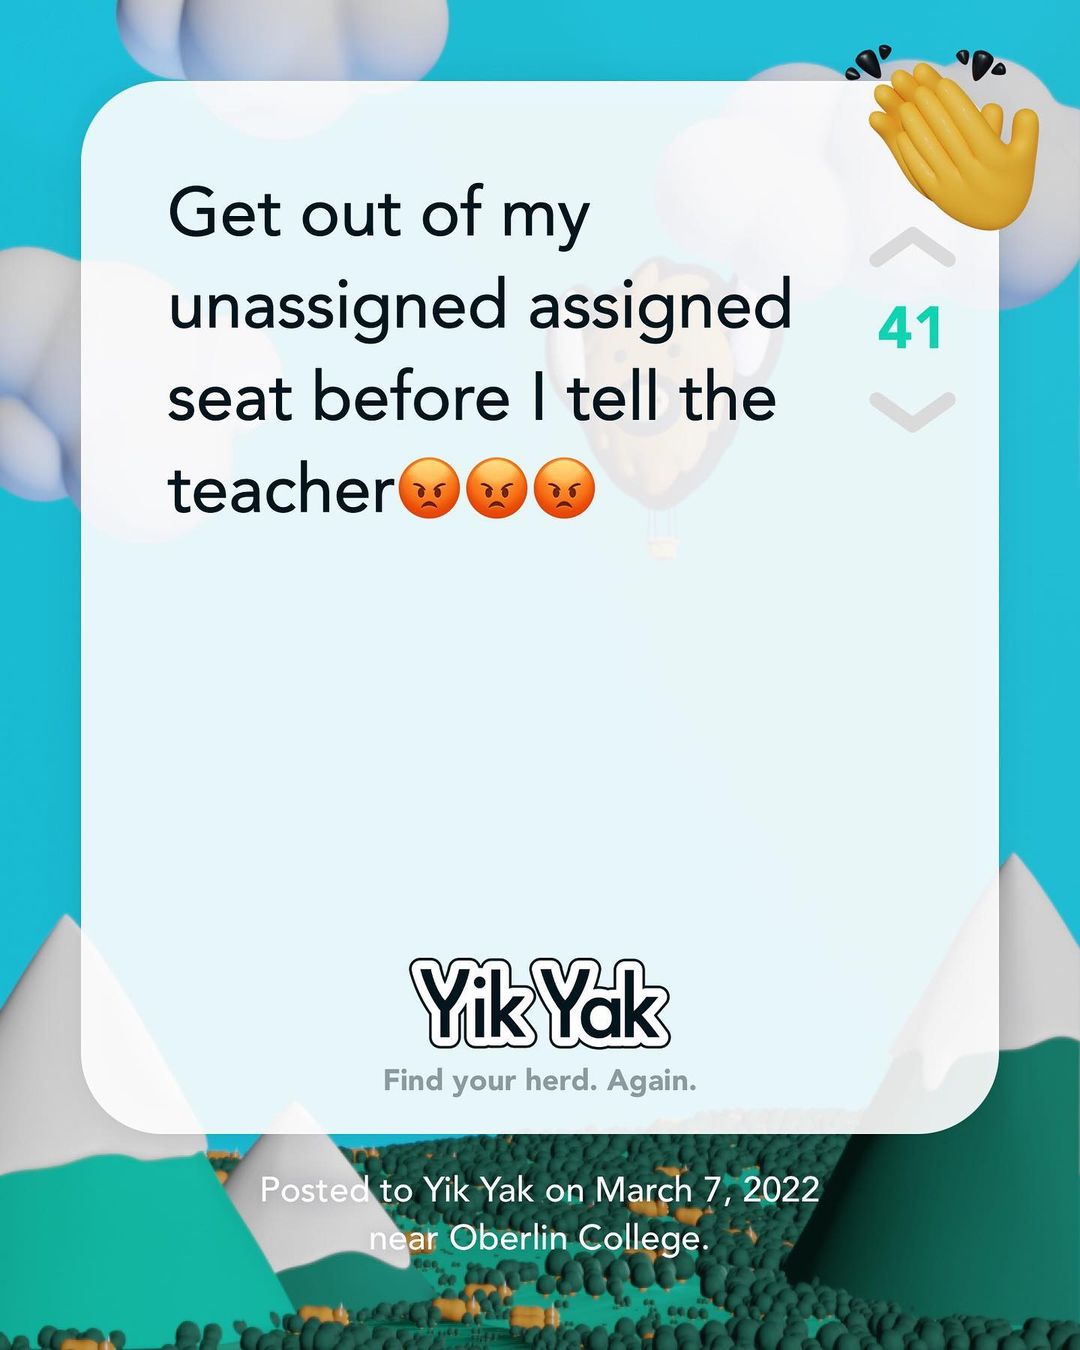 Get out of my
unassigned assigned
seat before I tell the
teacher😡😡😡
41
Yik Yak
Find your herd. Again.
Posted to Yik Yak on March 7, 2022
near Oberlin College.